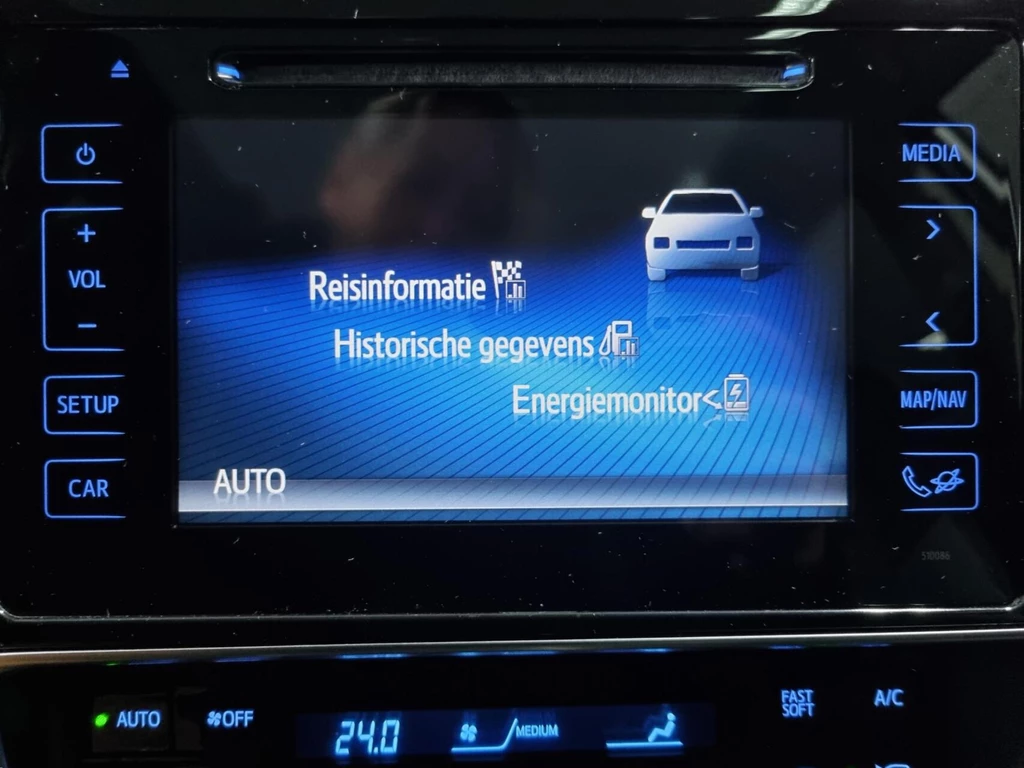 MEDIA
+
VOL
−
SETUP
CAR
Reisinformatie
Historische gegevens
Energiemonitor
AUTO
>
<
MAP/NAV
510086
AUTO
OFF
24.0
MEDIUM
FAST
SOFT
A/C